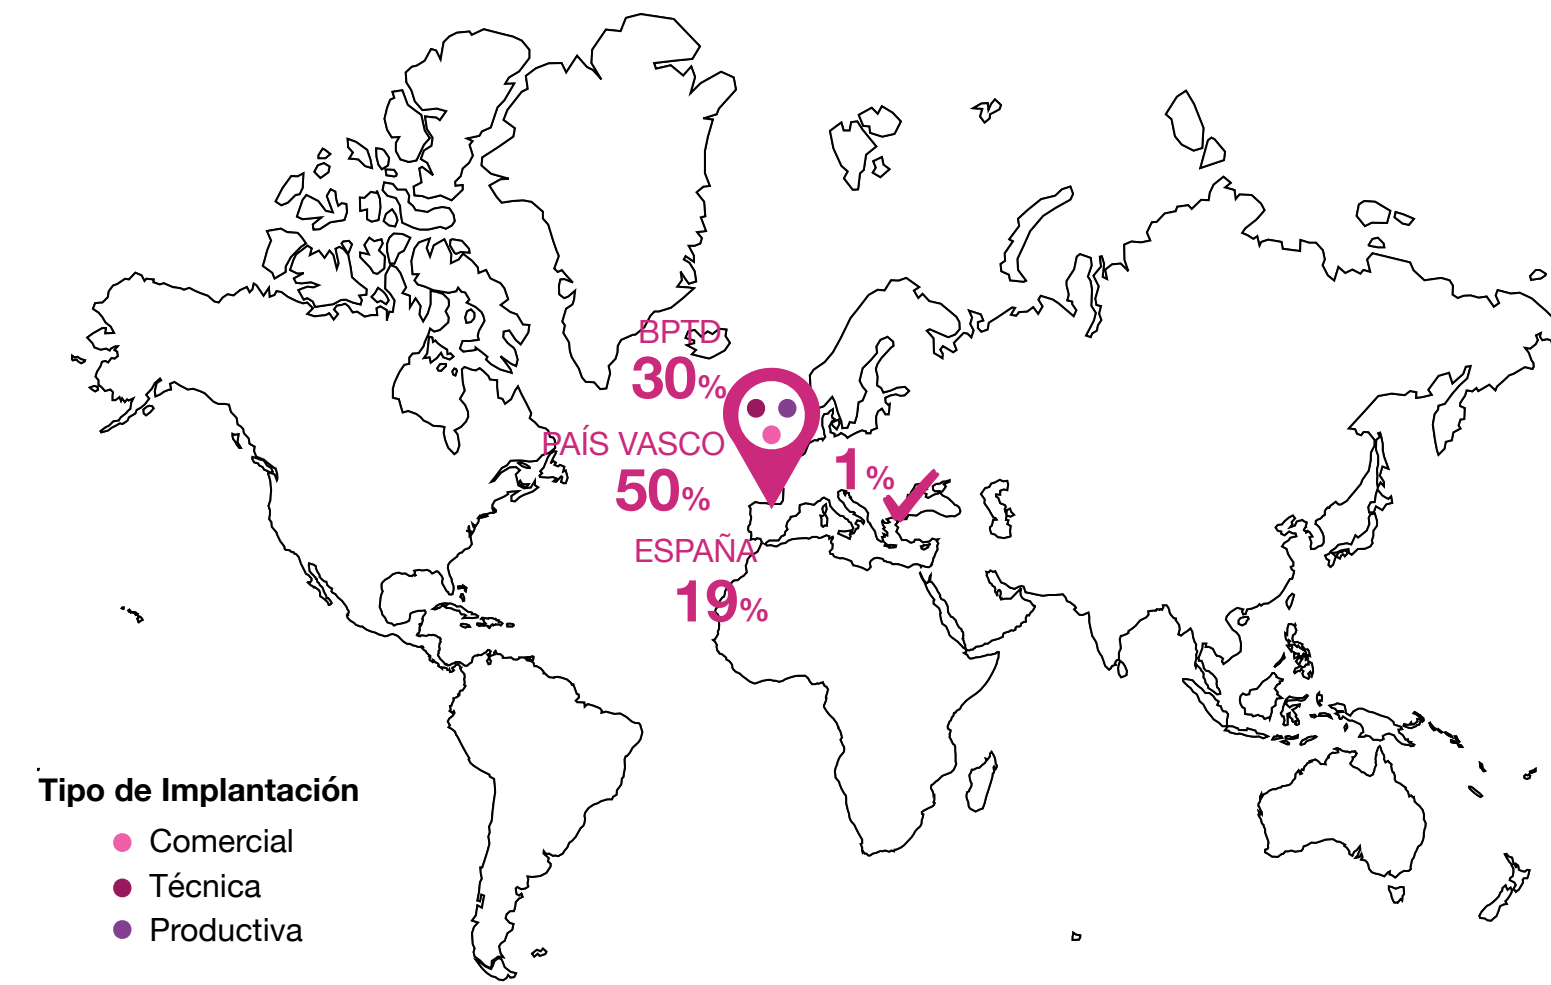 BPTD
30%
PAÍS VASCO
50%
1%
ESPAÑA
19%
Tipo de Implantación
Comercial
Técnica
Productiva